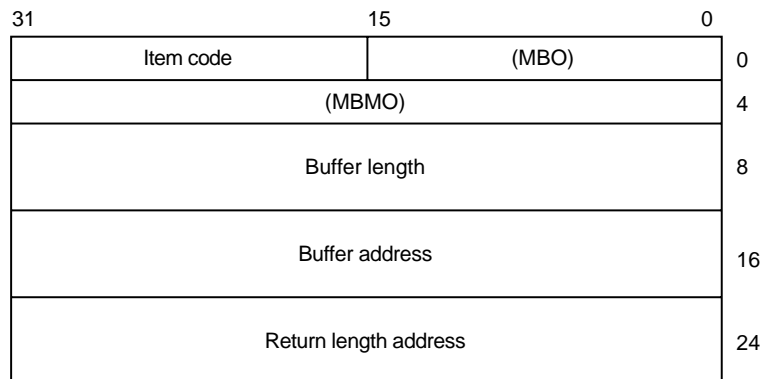 31 15 0
Item code (MBO) 0
(MBMO) 4
Buffer length 8
Buffer address 16
Return length address 24